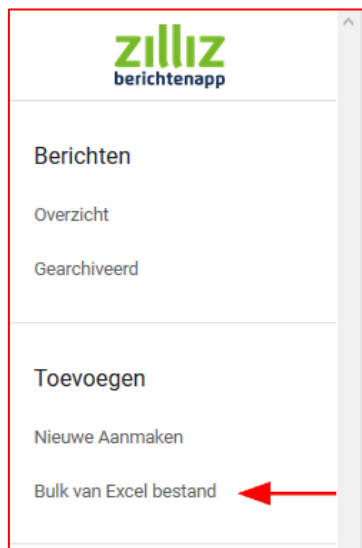 zilliz
berichtenapp
Berichten
Overzicht
Gearchiveerd
Toevoegen
Nieuwe Aanmaken
Bulk van Excel bestand